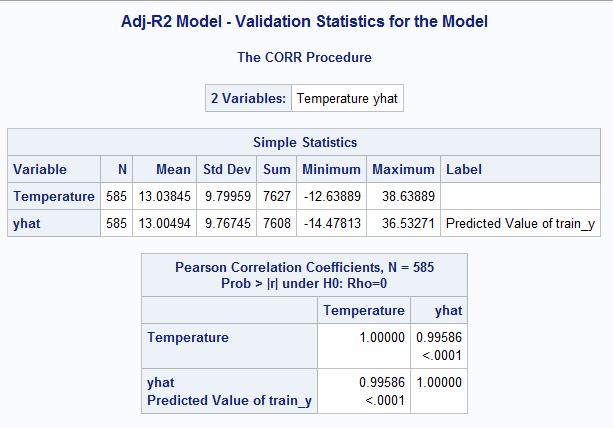 Adj-R2 Model - Validation Statistics for the Model
The CORR Procedure
2 Variables: Temperature yhat
Simple Statistics
Variable N Mean Std Dev Sum Minimum Maximum Label
Temperature 585 13.03845 9.79959 7627 -12.63889 38.63889
yhat 585 13.00494 9.76745 7608 -14.47813 36.53271 Predicted Value of train_y
Pearson Correlation Coefficients, N = 585
Prob > |r| under H0: Rho=0
Temperature yhat
Temperature 1.00000 0.99586
<.0001
yhat 0.99586 1.00000
Predicted Value of train_y <.0001